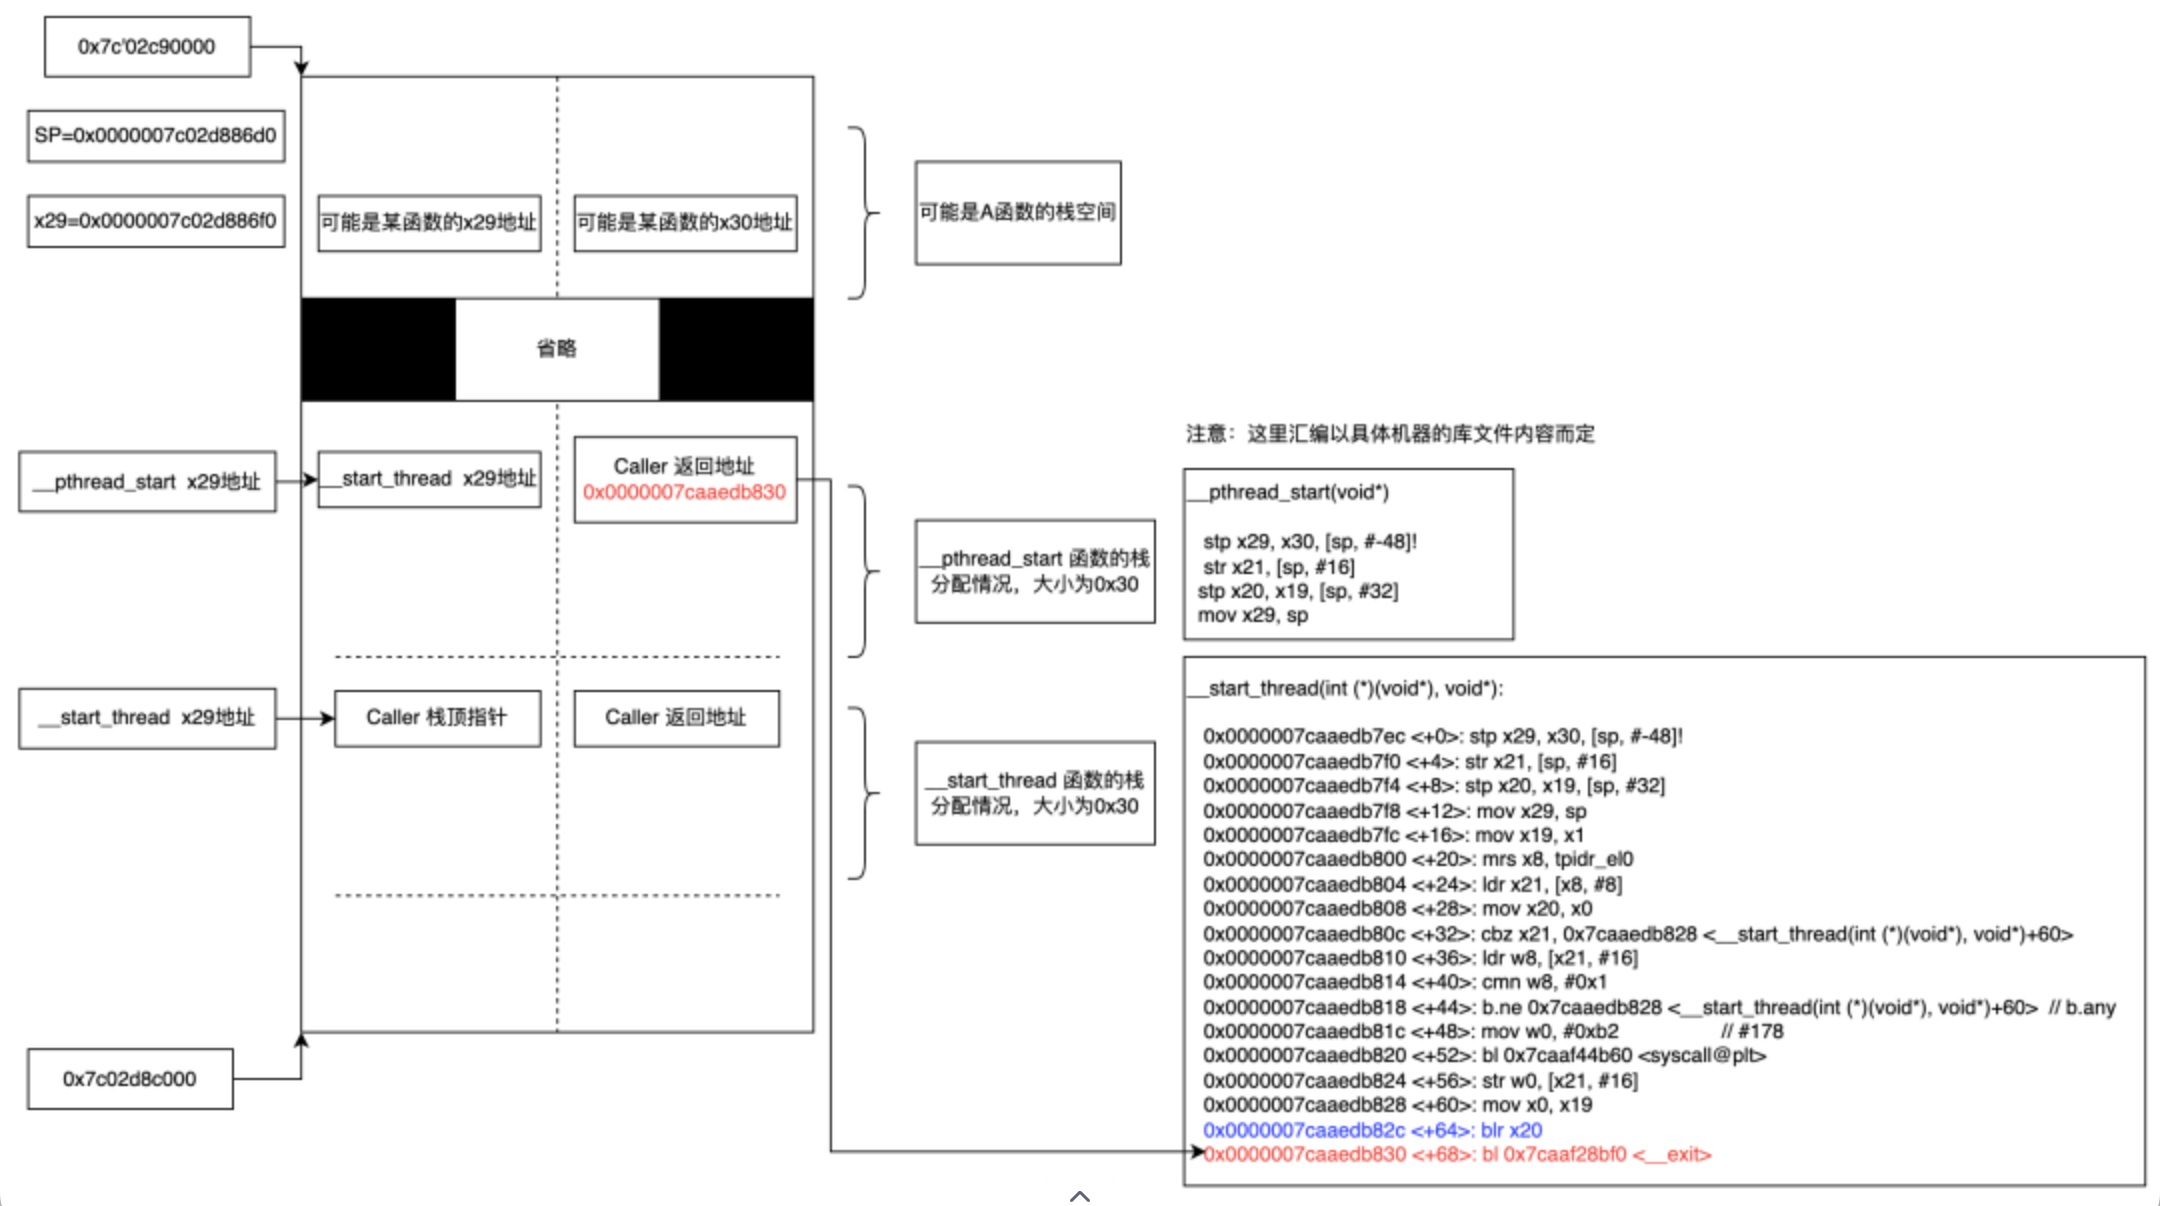 0x7c'02c90000
SP=0x0000007c02d886d0
x29=0x0000007c02d886f0
可能是某函数的x29地址
可能是某函数的x30地址
可能是A函数的栈空间
省略
__pthread_start x29地址
__start_thread x29地址
Caller 返回地址
0x0000007caaedb830
__pthread_start 函数的栈
分配情况，大小为0x30
__start_thread x29地址
Caller 栈顶指针
Caller 返回地址
__start_thread 函数的栈
分配情况，大小为0x30
0x7c02d8c000
注意：这里汇编以具体机器的库文件内容而定
__pthread_start(void*)
stp x29, x30, [sp, #-48]!
str x21, [sp, #16]
stp x20, x19, [sp, #32]
mov x29, sp
__start_thread(int (*)(void*), void*):
0x0000007caaedb7ec <+0>: stp x29, x30, [sp, #-48]!
0x0000007caaedb7f0 <+4>: str x21, [sp, #16]
0x0000007caaedb7f4 <+8>: stp x20, x19, [sp, #32]
0x0000007caaedb7f8 <+12>: mov x29, sp
0x0000007caaedb7fc <+16>: mov x19, x1
0x0000007caaedb800 <+20>: mrs x8, tpidr_el0
0x0000007caaedb804 <+24>: ldr x21, [x8, #8]
0x0000007caaedb808 <+28>: mov x20, x0
0x0000007caaedb80c <+32>: cbz x21, 0x7caaedb828 <__start_thread(int (*)(void*), void*)+60>
0x0000007caaedb810 <+36>: ldr w8, [x21, #16]
0x0000007caaedb814 <+40>: cmn w8, #0x1
0x0000007caaedb818 <+44>: b.ne 0x7caaedb828 <__start_thread(int (*)(void*), void*)+60> // b.any
0x0000007caaedb81c <+48>: mov w0, #0xb2 // #178
0x0000007caaedb820 <+52>: bl 0x7caaf44b60 <syscall@plt>
0x0000007caaedb824 <+56>: str w0, [x21, #16]
0x0000007caaedb828 <+60>: mov x0, x19
0x0000007caaedb82c <+64>: blr x20
0x0000007caaedb830 <+68>: bl 0x7caaf28bf0 <__exit>